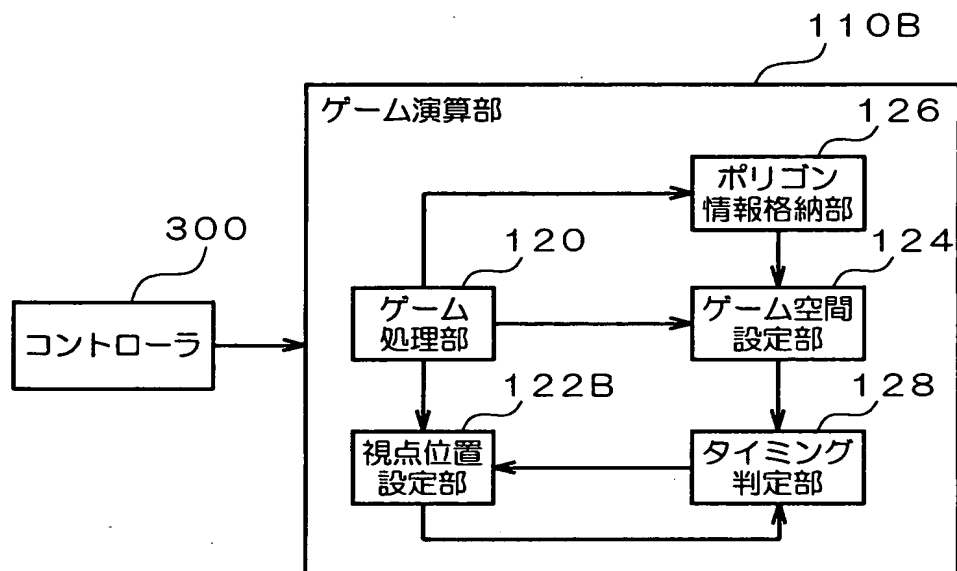 110B
ゲーム演算部
126
ポリゴン
情報格納部
300
コントローラ
120
ゲーム
処理部
124
ゲーム空間
設定部
122B
視点位置
設定部
128
タイミング
判定部